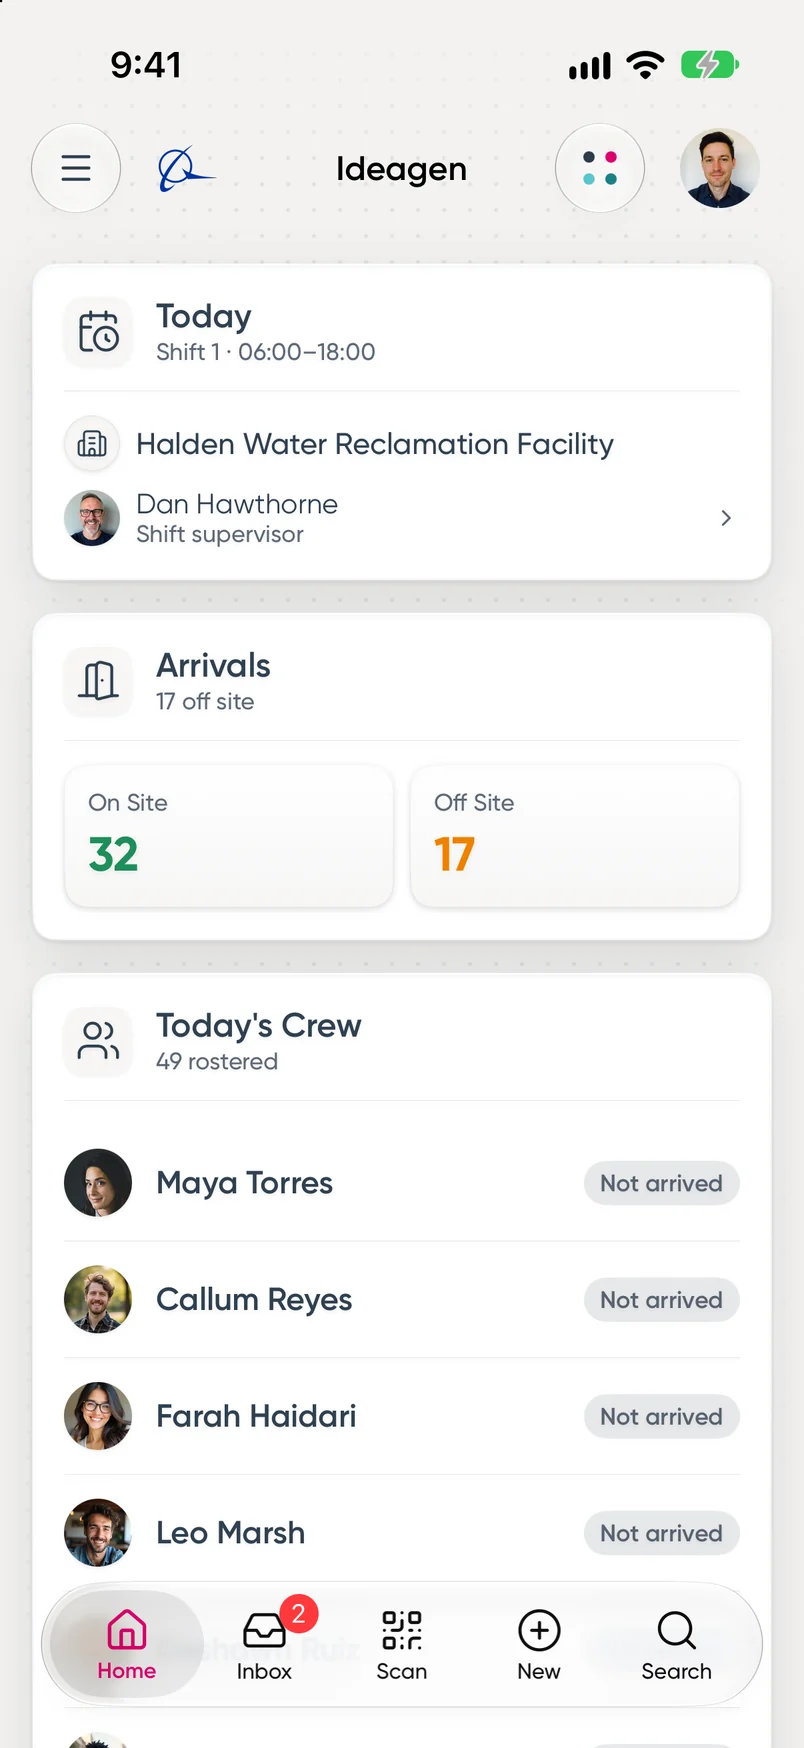 9:41
Ideagen
Today
Shift 1 · 06:00–18:00
Halden Water Reclamation Facility
Dan Hawthorne
Shift supervisor
Arrivals
17 off site
On Site
Off Site
32
17
Today's Crew
49 rostered
Maya Torres
Not arrived
Callum Reyes
Not arrived
Farah Haidari
Not arrived
Leo Marsh
Not arrived
Ruiz
2
Home
Inbox
Scan
New
Search